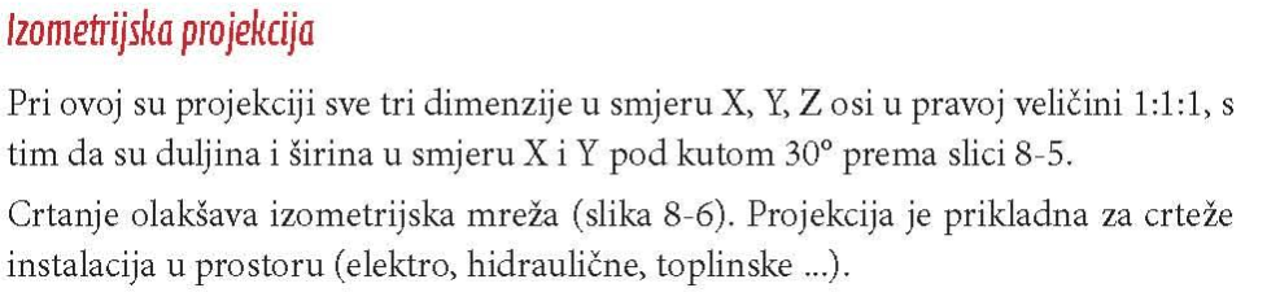 Izometrijska projekcija
Pri ovoj su projekciji sve tri dimenzije u smjeru X, Y, Z osi u pravoj veličini 1:1:1, s
tim da su duljina i širina u smjeru X i Y pod kutom 30° prema slici 8-5.
Crtanje olakšava izometrijska mreža (slika 8-6). Projekcija je prikladna za crteže
instalacija u prostoru (elektro, hidraulične, toplinske ...).